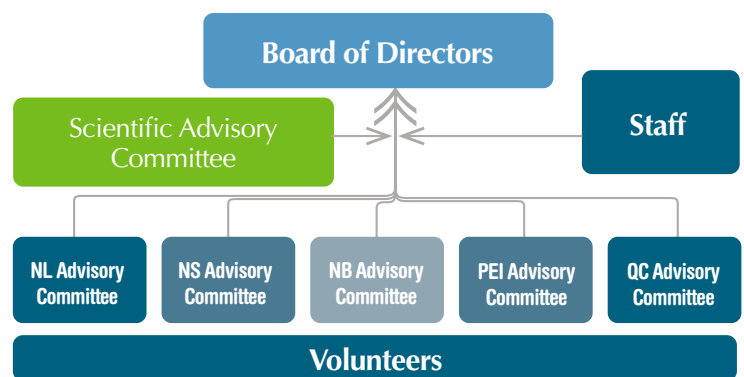 Board of Directors
Scientific Advisory
Committee
Staff
NL Advisory
Committee
NS Advisory
Committee
NB Advisory
Committee
PEI Advisory
Committee
QC Advisory
Committee
Volunteers